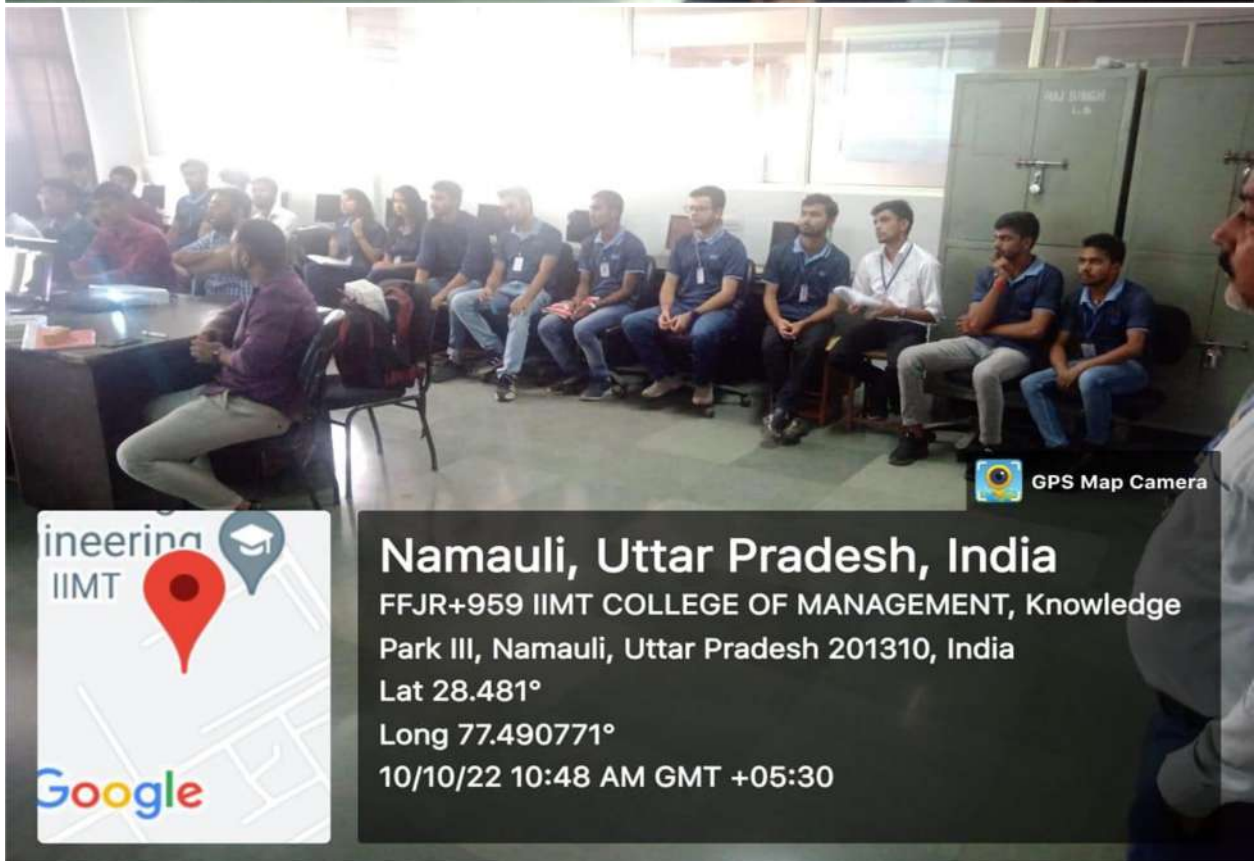 RAJ SINGH
GPS Map Camera
ineering
IIMT
Google
Namauli, Uttar Pradesh, India
FFJR+959 IIMT COLLEGE OF MANAGEMENT, Knowledge
Park III, Namauli, Uttar Pradesh 201310, India
Lat 28.481°
Long 77.490771°
10/10/22 10:48 AM GMT +05:30